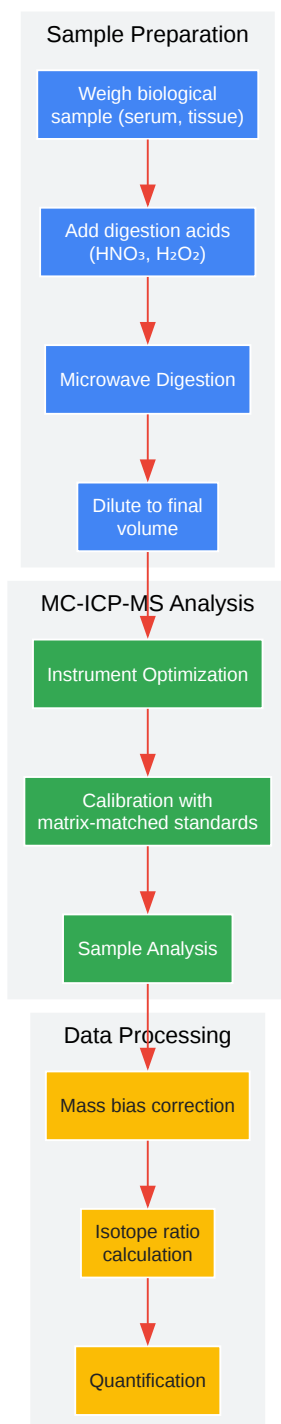 Sample Preparation
Weigh biological
sample (serum, tissue)
Add digestion acids
(HNO₃, H₂O₂)
Microwave Digestion
Dilute to final
volume
MC-ICP-MS Analysis
Instrument Optimization
Calibration with
matrix-matched standards
Sample Analysis
Data Processing
Mass bias correction
Isotope ratio
calculation
Quantification